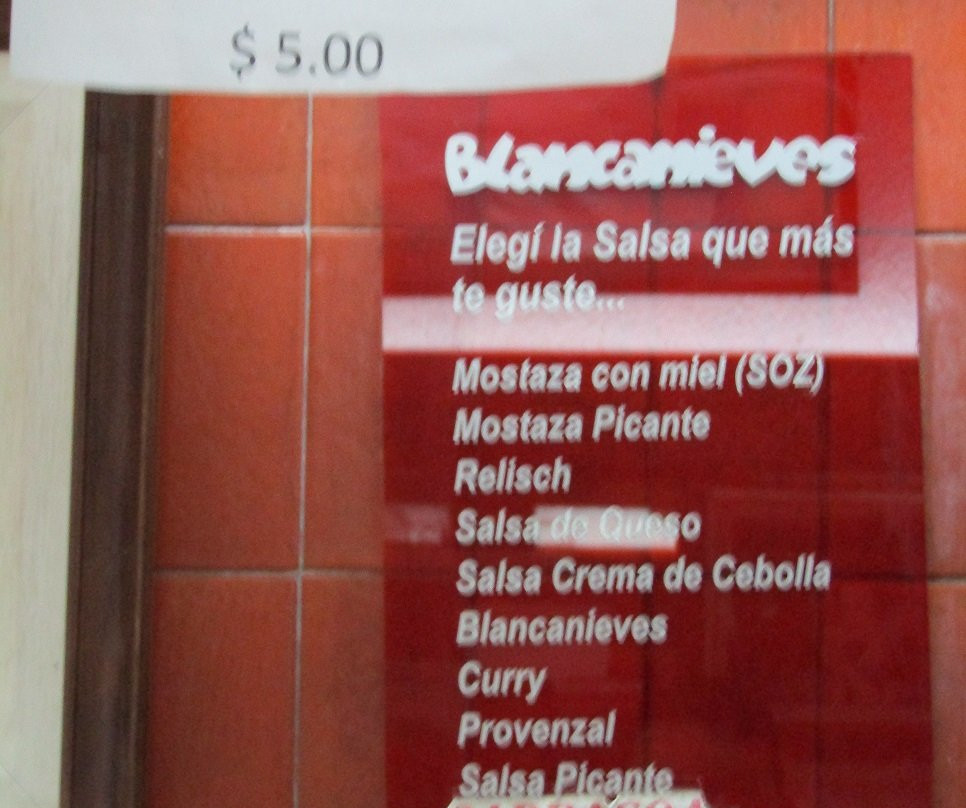 $ 5.00
Blancanieves
Elegí la Salsa que más
te guste...
Mostaza con miel (SOZ)
Mostaza Picante
Relisch
Salsa de Queso
Salsa Crema de Cebolla
Blancanieves
Curry
Provenzal
Salsa Picante